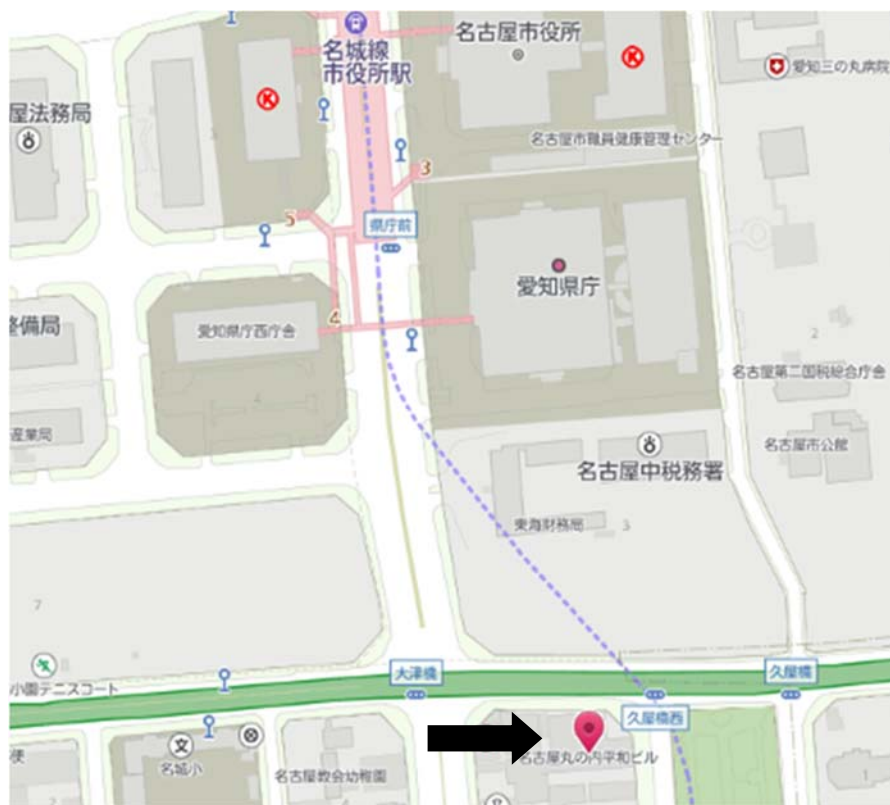 名城線
市役所駅
名古屋市役所
愛知三の丸病院
屋法務局
名古屋市職員健康管理センター
3
5
県庁前
愛知県庁
4
愛知県庁西庁舎
整備局
2
名古屋第二国税総合庁舎
4
産業局
名古屋中税務署
名古屋市公館
東海財務局
3
7
小園テニスコート
大津橋
久屋橋
久屋橋西
名城小
名古屋教会幼稚園
名古屋丸の内平和ビル
便
2
4
1